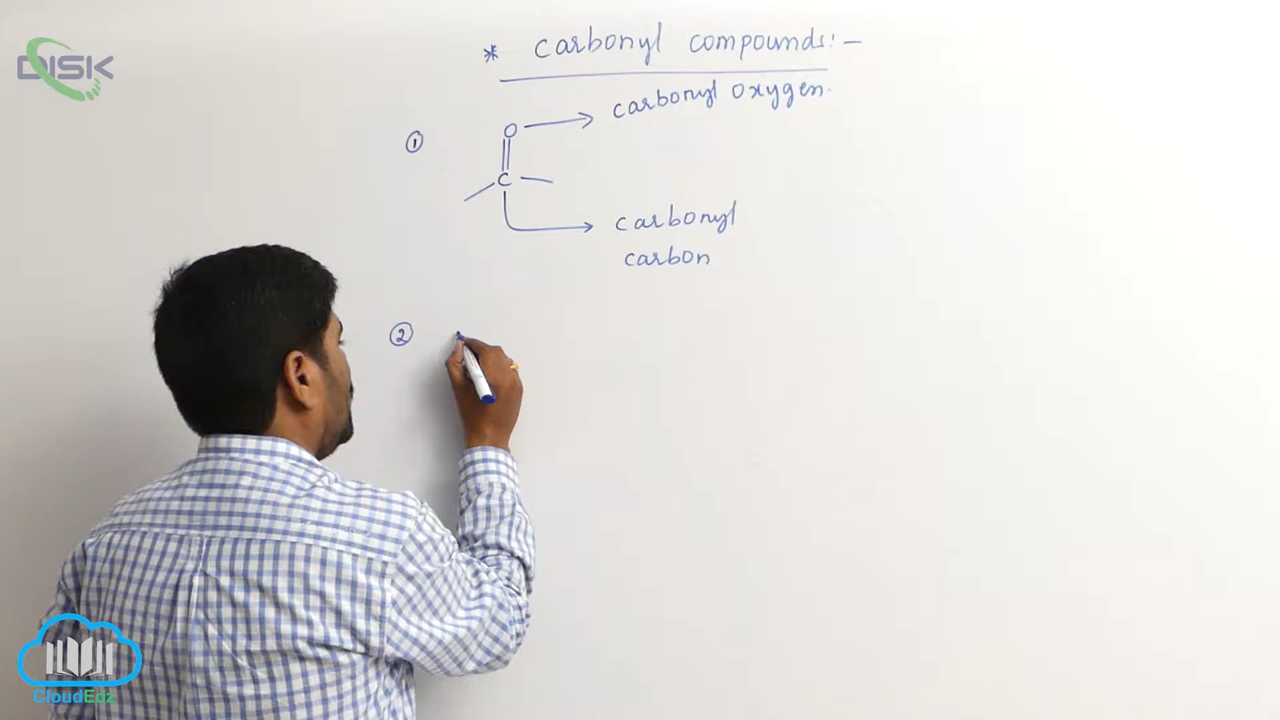 DISK
* Carbonyl compounds:-
carbonyl oxygen.
① O
C
carbonyl
carbon
②
CloudEdz